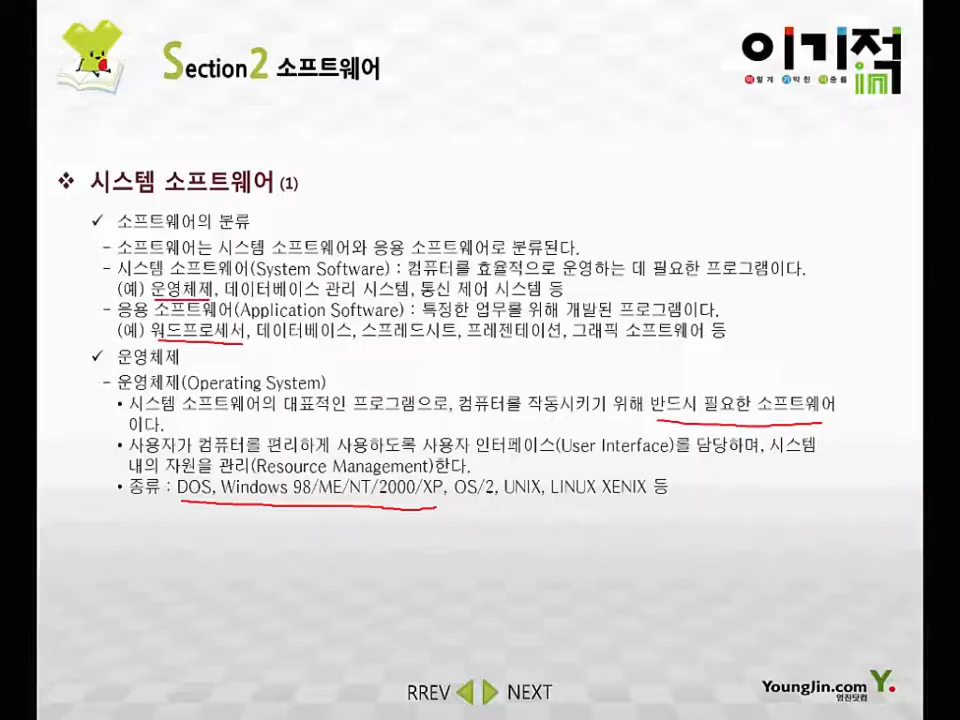 Section2 소프트웨어
이기적in
이렇게 기막힌 적중률
❖ 시스템 소프트웨어 (1)
✓ 소프트웨어의 분류
- 소프트웨어는 시스템 소프트웨어와 응용 소프트웨어로 분류된다.
- 시스템 소프트웨어(System Software) : 컴퓨터를 효율적으로 운영하는 데 필요한 프로그램이다.
(예) 운영체제, 데이터베이스 관리 시스템, 통신 제어 시스템 등
- 응용 소프트웨어(Application Software) : 특정한 업무를 위해 개발된 프로그램이다.
(예) 워드프로세서, 데이터베이스, 스프레드시트, 프레젠테이션, 그래픽 소프트웨어 등
✓ 운영체제
- 운영체제(Operating System)
• 시스템 소프트웨어의 대표적인 프로그램으로, 컴퓨터를 작동시키기 위해 반드시 필요한 소프트웨어
이다.
• 사용자가 컴퓨터를 편리하게 사용하도록 사용자 인터페이스(User Interface)를 담당하며, 시스템
내의 자원을 관리(Resource Management)한다.
• 종류 : DOS, Windows 98/ME/NT/2000/XP, OS/2, UNIX, LINUX XENIX 등
RREV NEXT
YoungJin.com Y.
영진닷컴